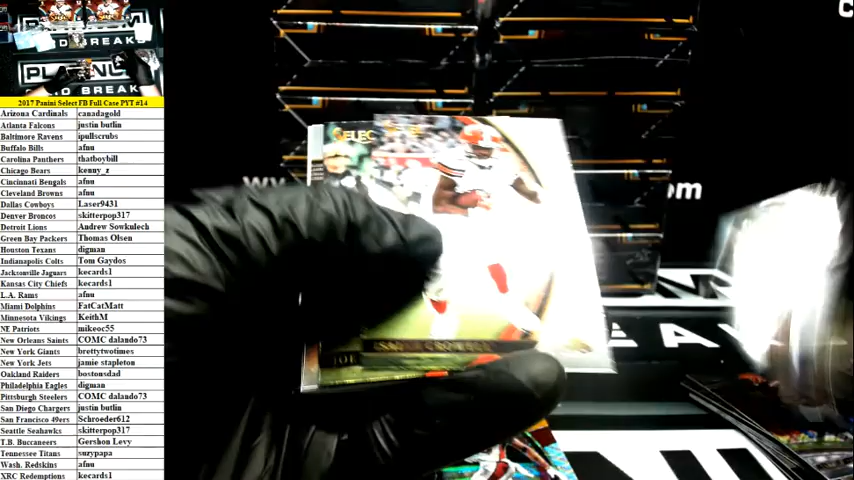 2017 Panini Select FB Full Case PYT #14
Arizona Cardinals canadagold
Atlanta Falcons justin butlin
Baltimore Ravens jpullscrubs
Buffalo Bills afnu
Carolina Panthers thatboybill
Chicago Bears kenny_z
Cincinnati Bengals afnu
Cleveland Browns afnu
Dallas Cowboys Laser9431
Denver Broncos skitterpop317
Detroit Lions Andrew Sowkulech
Green Bay Packers Thomas Olsen
Houston Texans digman
Indianapolis Colts Tom Gaydos
Jacksonville Jaguars kecards1
Kansas City Chiefs kecards1
L.A. Rams afnu
Miami Dolphins FatCatMatt
Minnesota Vikings KeithM
NE Patriots mikeoc55
New Orleans Saints COMC dalando73
New York Giants brettytwotimes
New York Jets jamie stapleton
Oakland Raiders bostonsdad
Philadelphia Eagles digman
Pittsburgh Steelers COMC dalando73
San Diego Chargers justin butlin
San Francisco 49ers Schroeder612
Seattle Seahawks skitterpop317
T.B. Buccaneers Gershon Levy
Tennessee Titans suzypapa
Wash. Redskins afnu
XRC Redemptions kecards1
SELEC
CROWELL
om